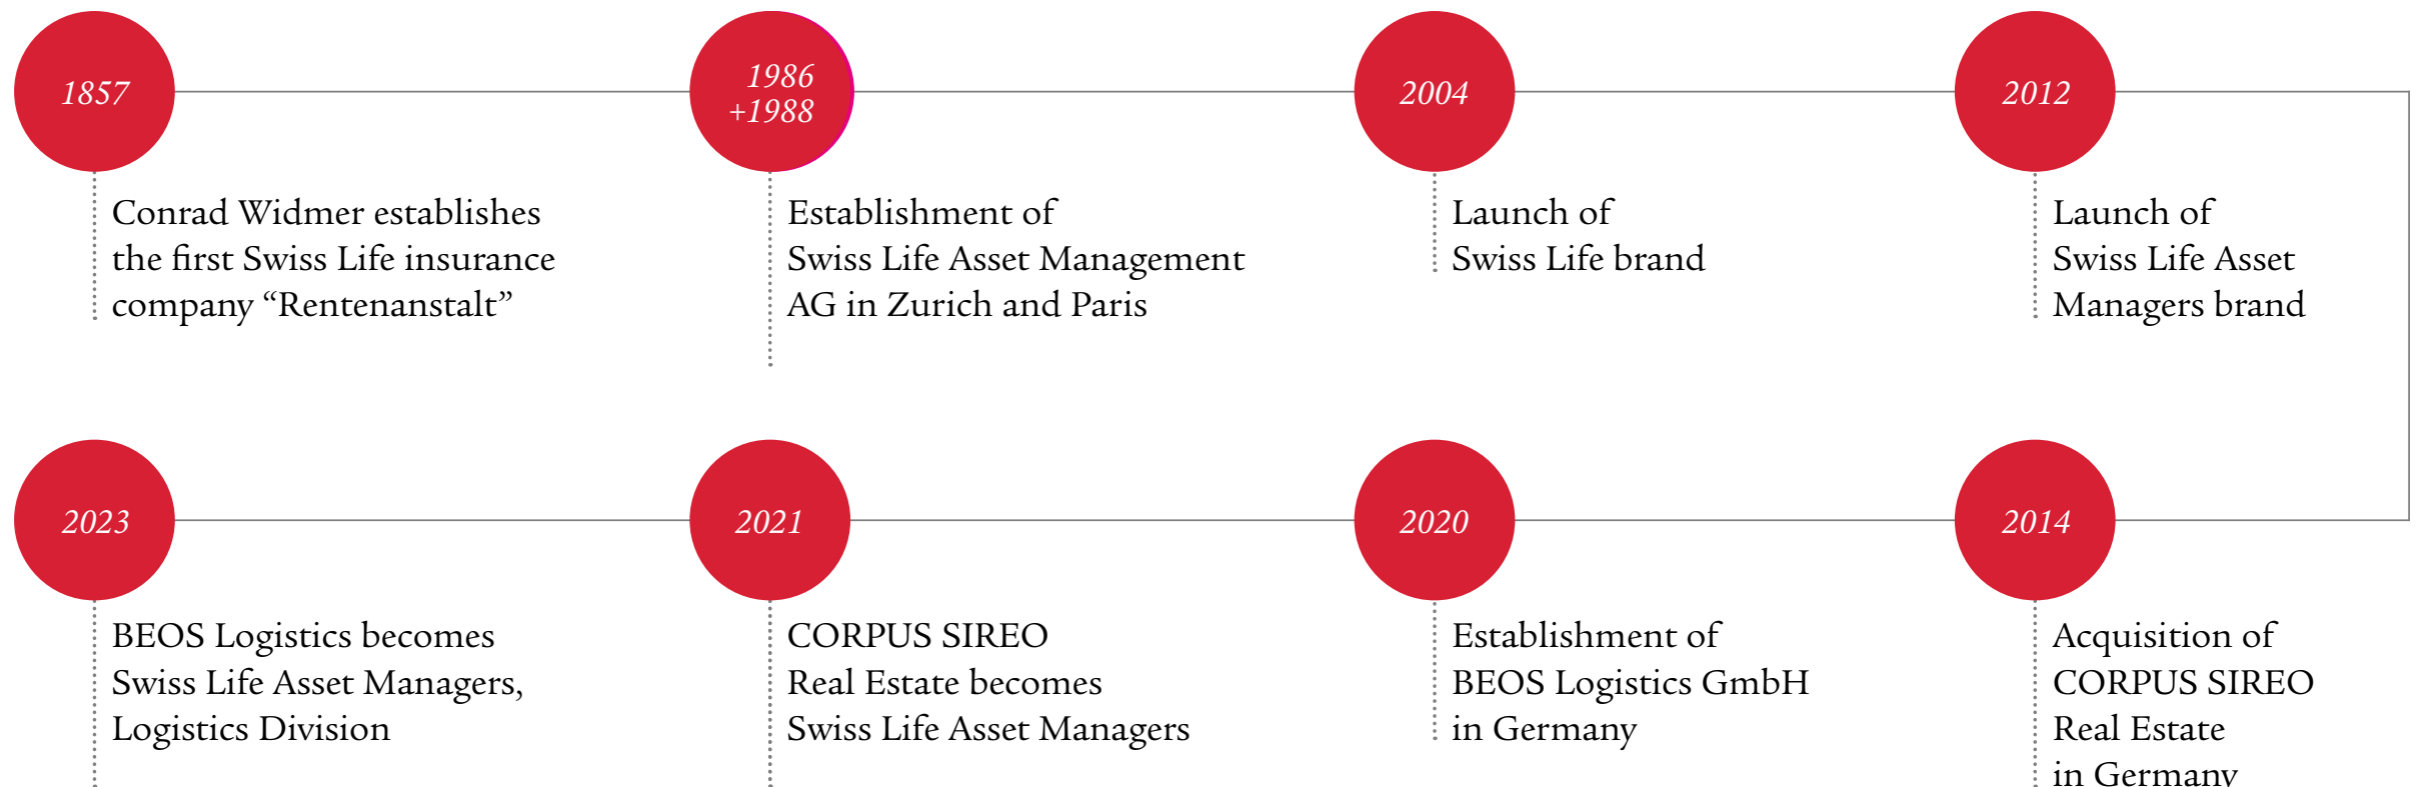 1857
Conrad Widmer establishes
the first Swiss Life insurance
company “Rentenanstalt”
1986
+1988
Establishment of
Swiss Life Asset Management
AG in Zurich and Paris
2004
Launch of
Swiss Life brand
2012
Launch of
Swiss Life Asset
Managers brand
2023
BEOS Logistics becomes
Swiss Life Asset Managers,
Logistics Division
2021
CORPUS SIREO
Real Estate becomes
Swiss Life Asset Managers
2020
Establishment of
BEOS Logistics GmbH
in Germany
2014
Acquisition of
CORPUS SIREO
Real Estate
in Germany